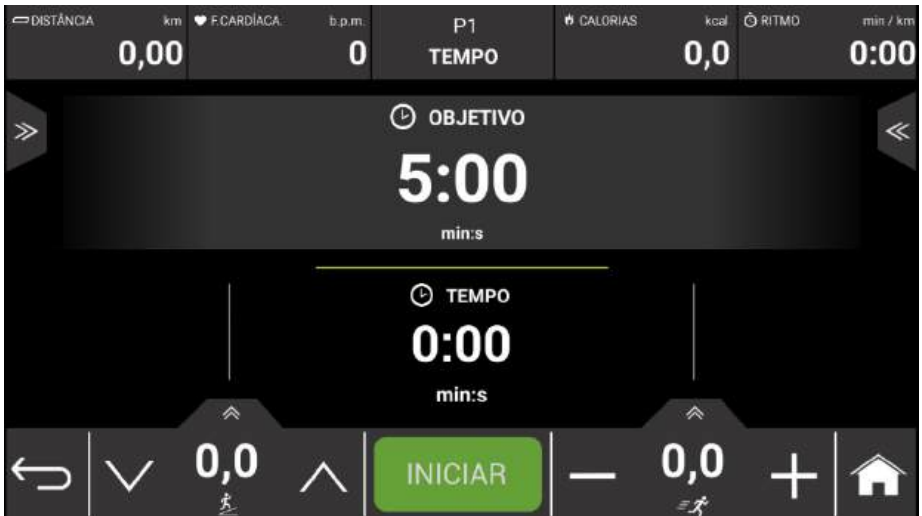 DISTÂNCIA km
0,00
F.CARDÍACA b.p.m.
0
P1
TEMPO
CALORIAS kcal
0,0
RITMO min / km
0:00
OBJETIVO
5:00
min:s
TEMPO
0:00
min:s
0,0
INICIAR
0,0